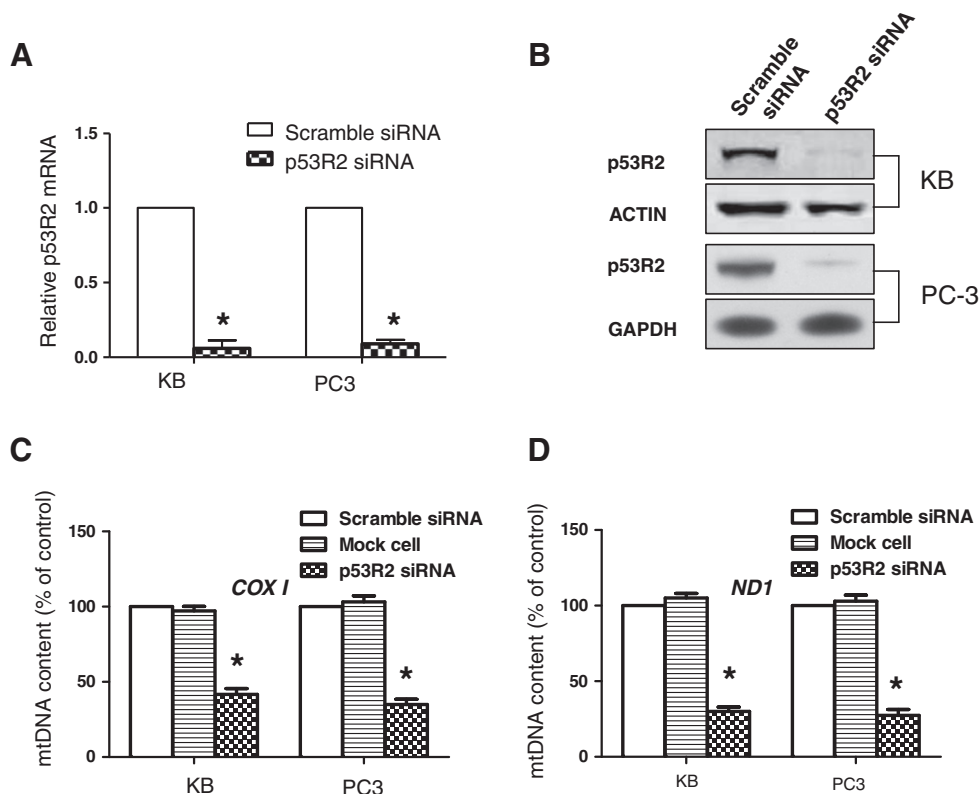 A
Relative p53R2 mRNA
1.5
1.0
0.5
0.0
Scramble siRNA
p53R2 siRNA
*
*
KB
PC3
B
Scramble
siRNA
p53R2 siRNA
p53R2
ACTIN
KB
p53R2
GAPDH
PC-3
C
mtDNA content (% of control)
150
100
50
0
Scramble siRNA
Mock cell
p53R2 siRNA
COX I
*
*
KB
PC3
D
mtDNA content (% of control)
150
100
50
0
Scramble siRNA
Mock cell
p53R2 siRNA
ND1
*
*
KB
PC3